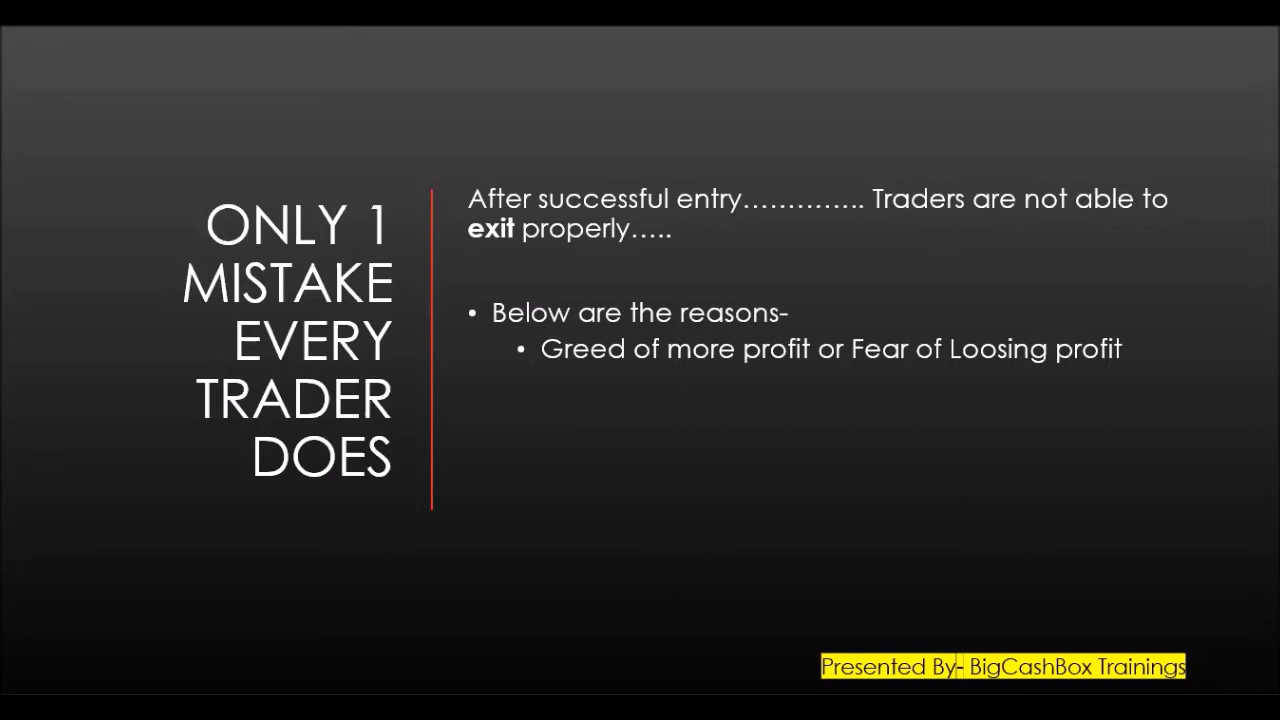 ONLY 1
MISTAKE
EVERY
TRADER
DOES
After successful entry………….. Traders are not able to
exit properly…..
• Below are the reasons-
• Greed of more profit or Fear of Loosing profit
Presented By- BigCashBox Trainings